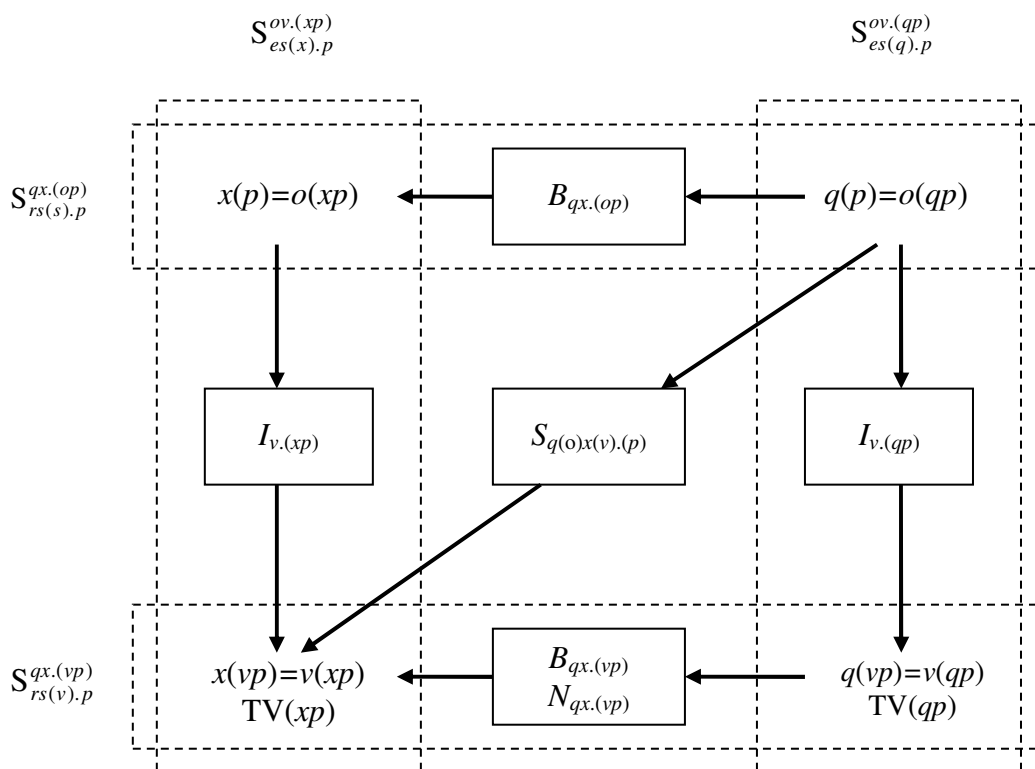 S^{ov.(xp)}_{es(x).p} S^{ov.(qp)}_{es(q).p}
S^{qx.(op)}_{rs(s).p} x(p)=o(xp) B_{qx.(op)} q(p)=o(qp)
I_{v.(xp)} S_{q(o)x(v).(p)} I_{v.(qp)}
S^{qx.(vp)}_{rs(v).p} x(vp)=v(xp) B_{qx.(vp)} q(vp)=v(qp)
TV(xp) N_{qx.(vp)} TV(qp)